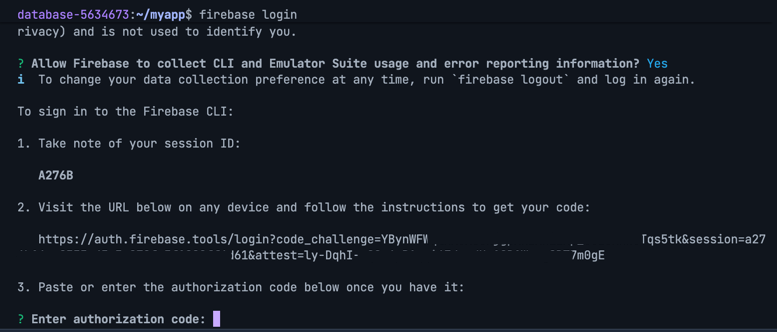 database-5634673:~/myapp$ firebase login
rivacy) and is not used to identify you.
? Allow Firebase to collect CLI and Emulator Suite usage and error reporting information? Yes
i  To change your data collection preference at any time, run `firebase logout` and log in again.
To sign in to the Firebase CLI:
1. Take note of your session ID:
A276B
2. Visit the URL below on any device and follow the instructions to get your code:
https://auth.firebase.tools/login?code_challenge=YBynWFW Tqs5tk&session=a27
d61&attest=ly-DqhI- 7m0gE
3. Paste or enter the authorization code below once you have it:
? Enter authorization code: